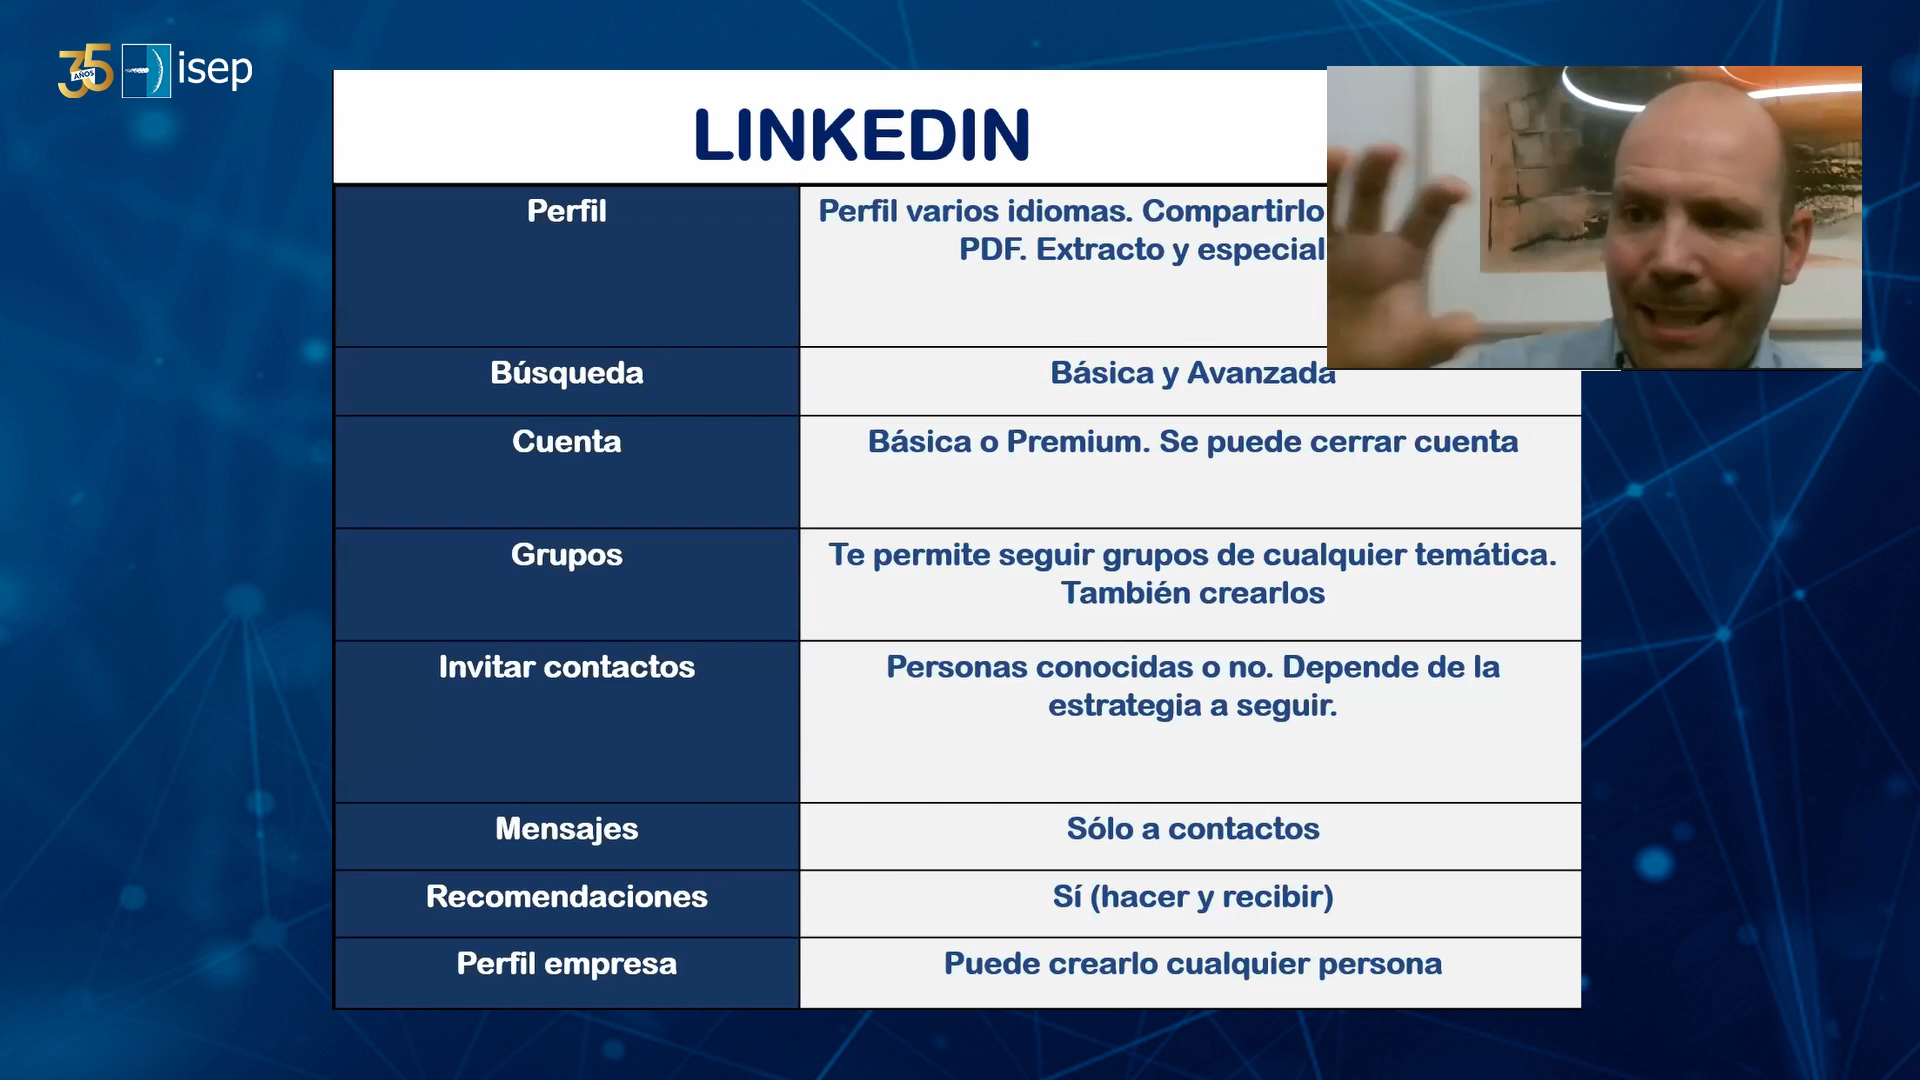 35
AÑOS
isep
LINKEDIN
Perfil
Perfil varios idiomas. Compartirlo
PDF. Extracto y especial
Búsqueda
Básica y Avanzada
Cuenta
Básica o Premium. Se puede cerrar cuenta
Grupos
Te permite seguir grupos de cualquier temática.
También crearlos
Invitar contactos
Personas conocidas o no. Depende de la
estrategia a seguir.
Mensajes
Sólo a contactos
Recomendaciones
Sí (hacer y recibir)
Perfil empresa
Puede crearlo cualquier persona